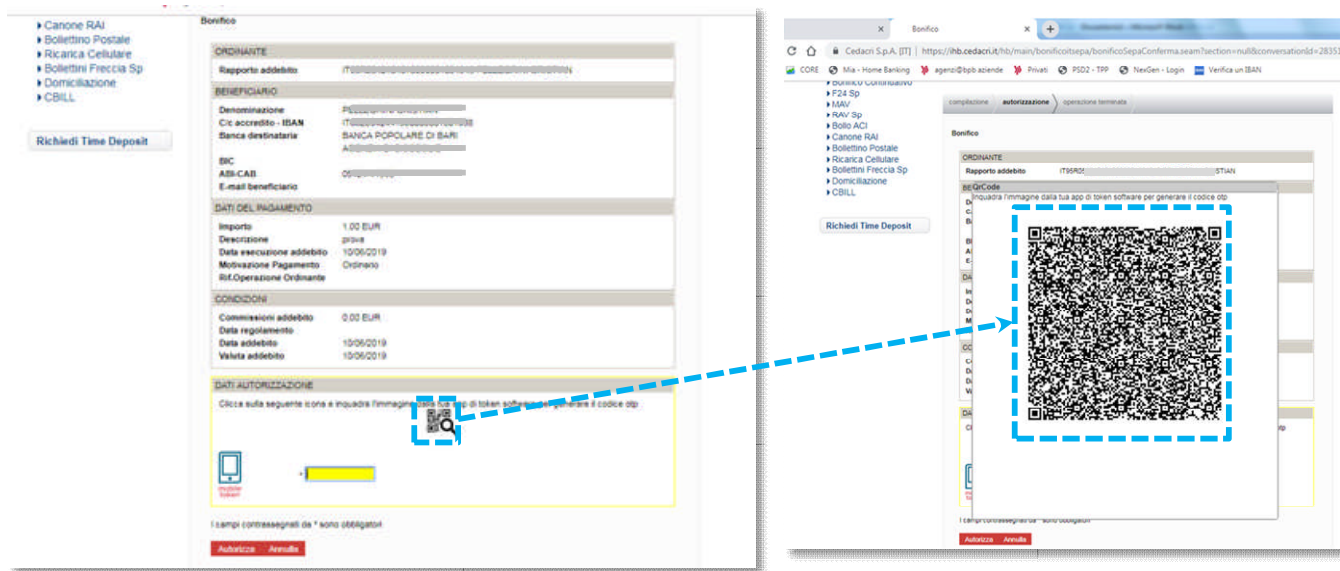 Canone RAI
Bollettino Postale
Ricarica Cellulare
Bollettini Freccia Sp
Domiciliazione
CBILL
Richiedi Time Deposit
Bonifico
ORDINANTE
Rapporto addebito
BENEFICIARIO
Denominazione
C/c accredito - IBAN
Banca destinataria BANCA POPOLARE DI BARI
BIC
ABI-CAB
E-mail beneficiario
DATI DEL PAGAMENTO
Importo 1,00 EUR
Descrizione prova
Data esecuzione addebito 10/06/2019
Motivazione Pagamento Ordinario
Rif.Operazione Ordinante
CONDIZIONI
Commissioni addebito 0,00 EUR
Data regolamento
Data addebito 10/06/2019
Valuta addebito 10/06/2019
DATI AUTORIZZAZIONE
Clicca sulla seguente icona e inquadra l'immagine dalla tua app di token software per generare il codice otp
mobile
token
*
I campi contrassegnati da * sono obbligatori
Autorizza Annulla
Bonifico
Cedacri S.p.A. [IT] | https://ihb.cedacri.it/hb/main/bonificoitsepa/bonificoSepaConferma.seam?section=null&conversationId=28353
CORE Mia - Home Banking agenzi@bpb aziende Privati PSD2 - TPP NexGen - Login Verifica un IBAN
Bonifico Continuativo
F24 Sp
MAV
RAV Sp
Bollo ACI
Canone RAI
Bollettino Postale
Ricarica Cellulare
Bollettini Freccia Sp
Domiciliazione
CBILL
Richiedi Time Deposit
compilazione autorizzazione operazione terminata
Bonifico
ORDINANTE
Rapporto addebito IT95R05 STIAN
QrCode
Inquadra l'immagine dalla tua app di token software per generare il codice otp
I campi contrassegnati da * sono obbligatori
Autorizza Annulla